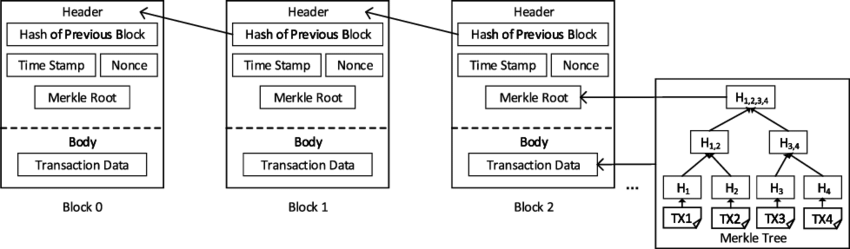 Header
Hash of Previous Block
Time Stamp
Nonce
Merkle Root
Body
Transaction Data
Block 0
Header
Hash of Previous Block
Time Stamp
Nonce
Merkle Root
Body
Transaction Data
Block 1
Header
Hash of Previous Block
Time Stamp
Nonce
Merkle Root
Body
Transaction Data
Block 2
...
H1,2,3,4
H1,2
H3,4
H1
H2
H3
H4
TX1
TX2
TX3
TX4
Merkle Tree